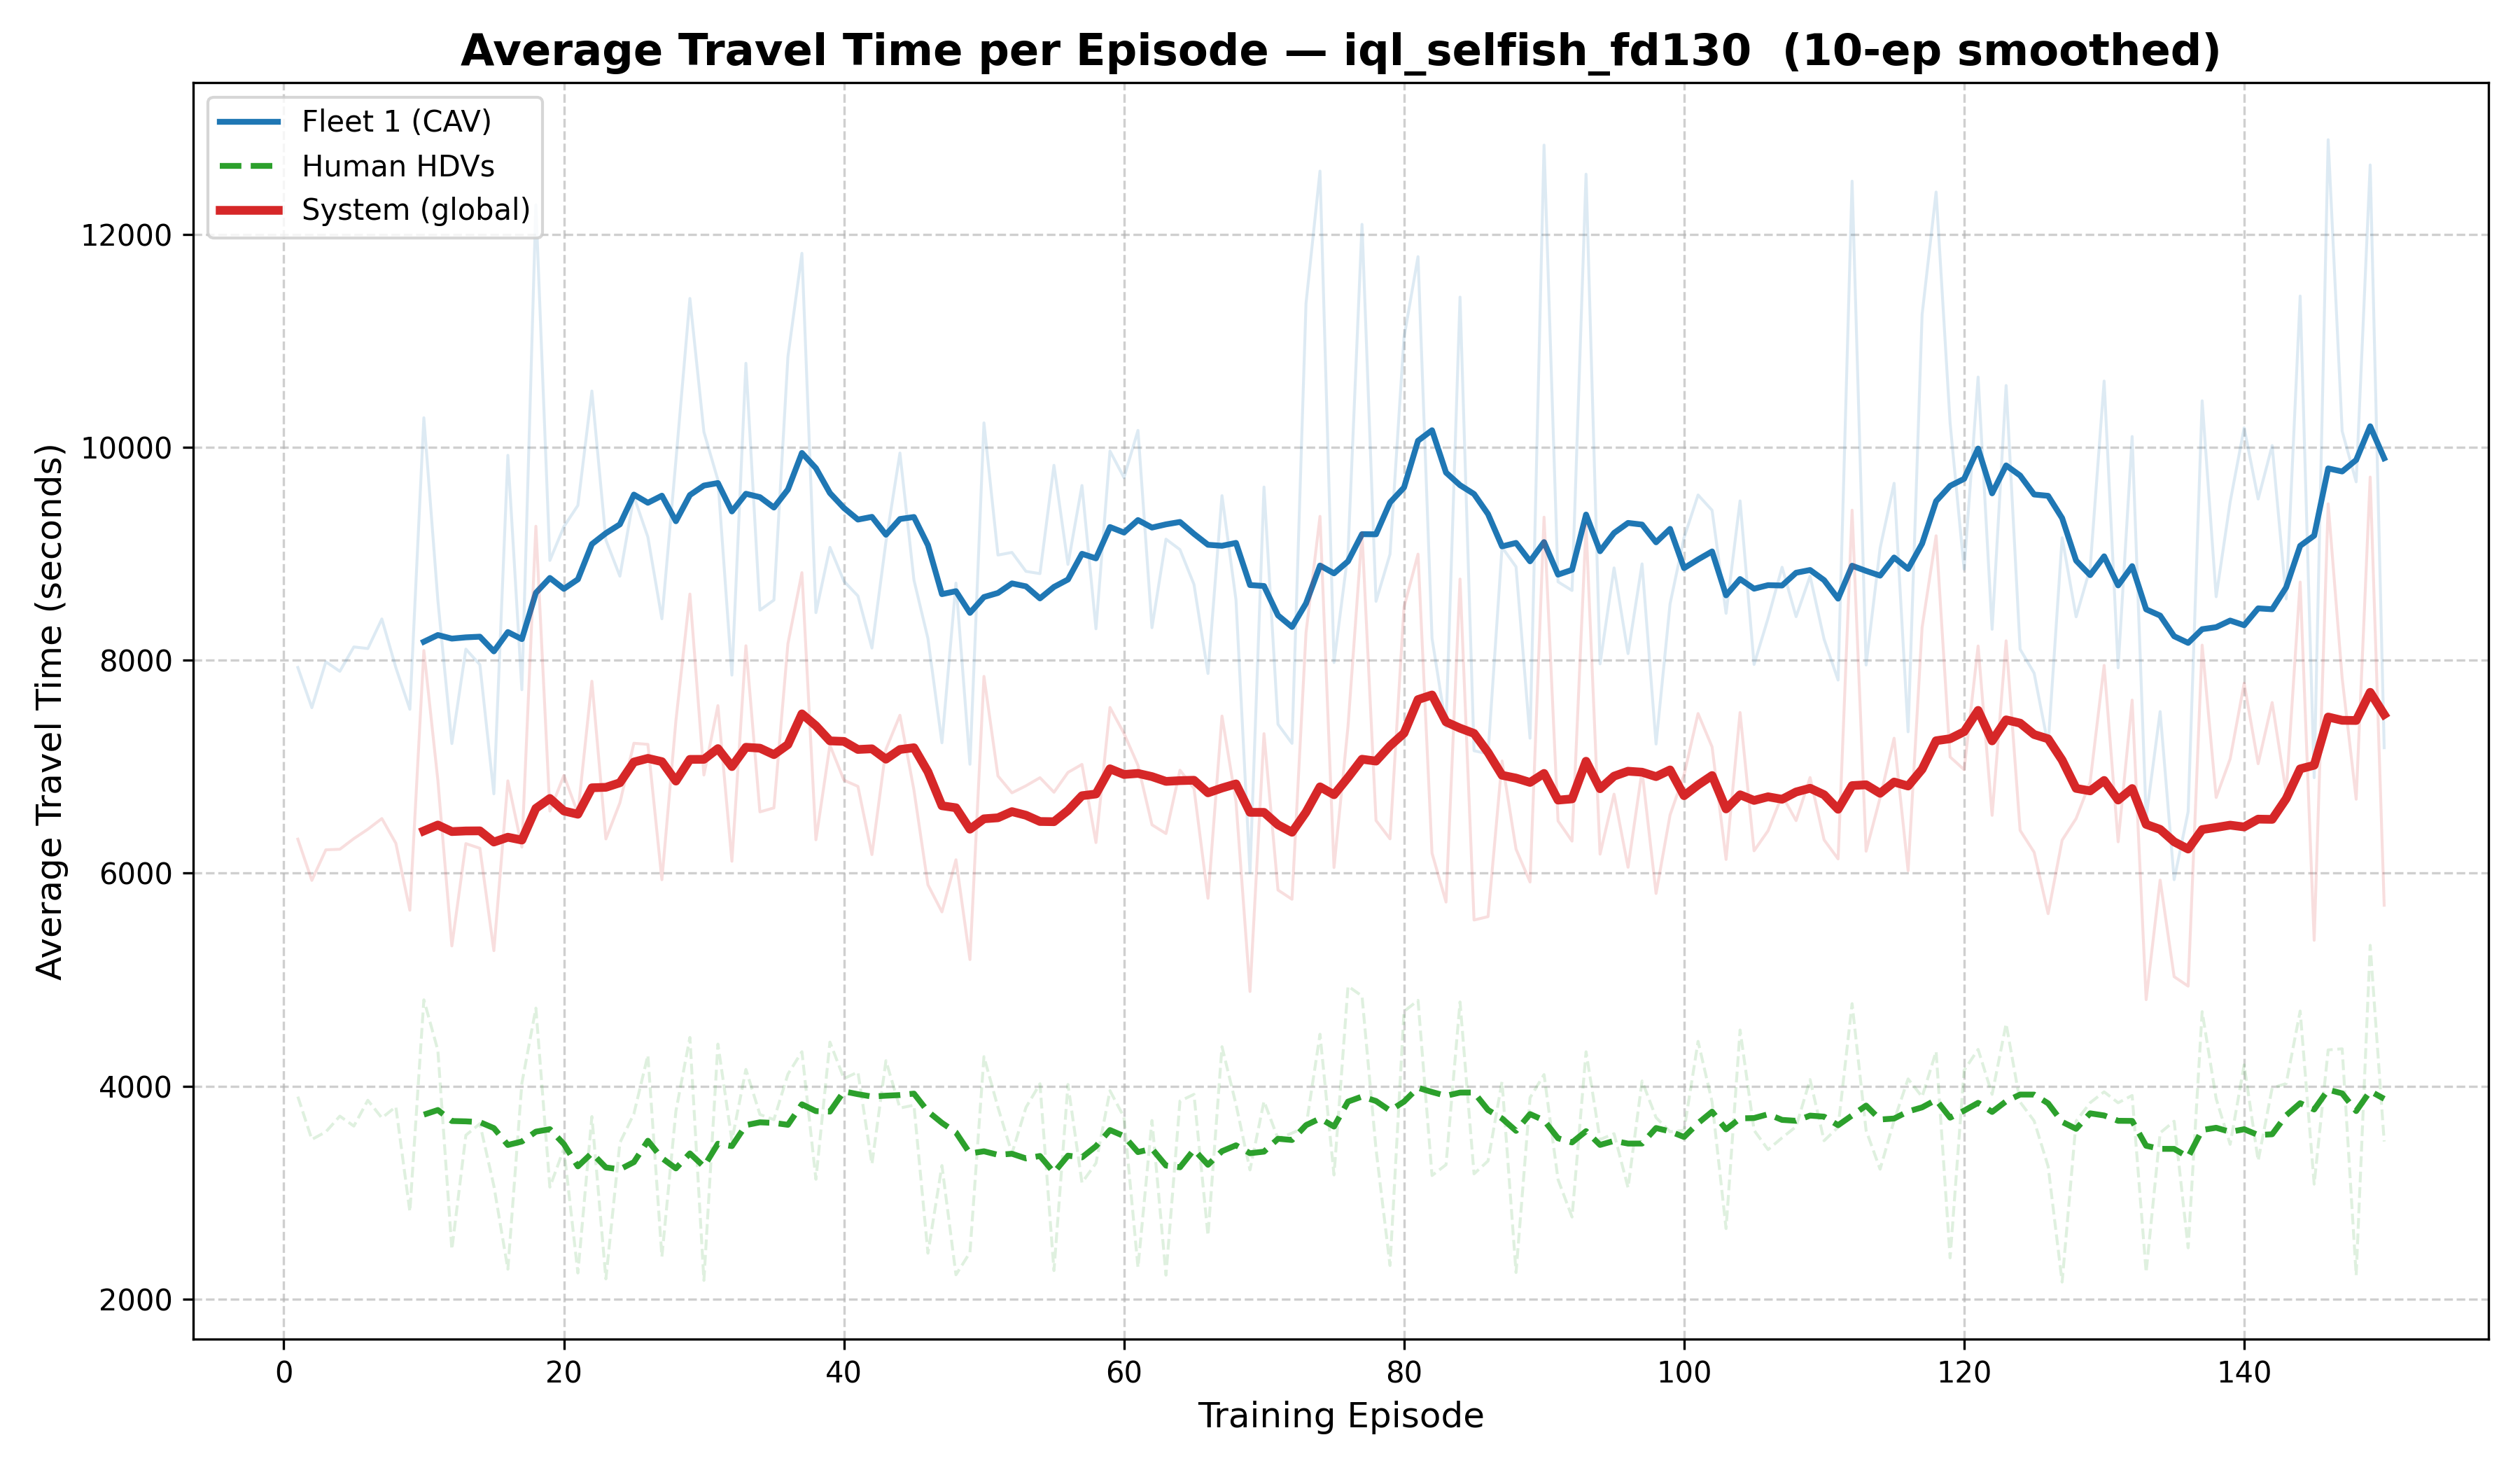 Average Travel Time per Episode — iql_selfish_fd130 (10-ep smoothed)
Fleet 1 (CAV)
Human HDVs
System (global)
12000
10000
8000
6000
4000
2000
Average Travel Time (seconds)
0 20 40 60 80 100 120 140
Training Episode